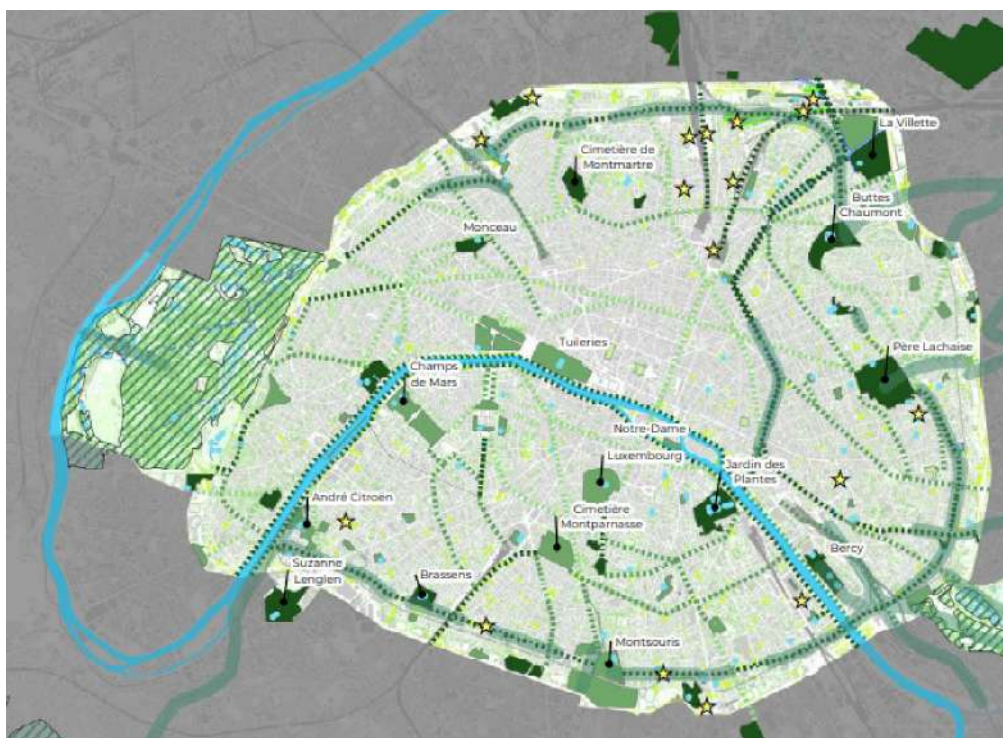 La Villette
Cimetière de
Montmartre
Buttes
Chaumont
Monceau
Tuileries
Père Lachaise
Champs
de Mars
Notre-Dame
Luxembourg
Jardin des
Plantes
André Citroën
Cimetière
Montparnasse
Bercy
Suzanne
Lenglen
Brassens
Montsouris